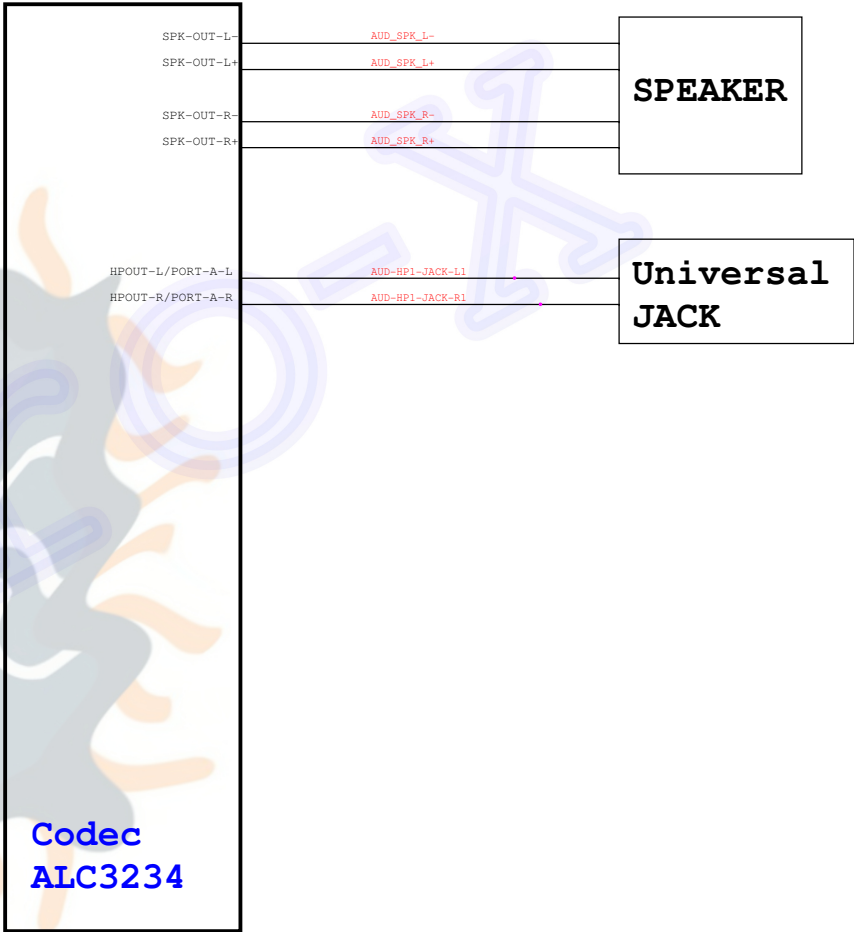 SPK-OUT-L- AUD_SPK_L-
SPK-OUT-L+ AUD_SPK_L+
SPEAKER
SPK-OUT-R- AUD_SPK_R-
SPK-OUT-R+ AUD_SPK_R+
HPOUT-L/PORT-A-L AUD-HP1-JACK-L1
HPOUT-R/PORT-A-R AUD-HP1-JACK-R1
Universal
JACK
Codec
ALC3234